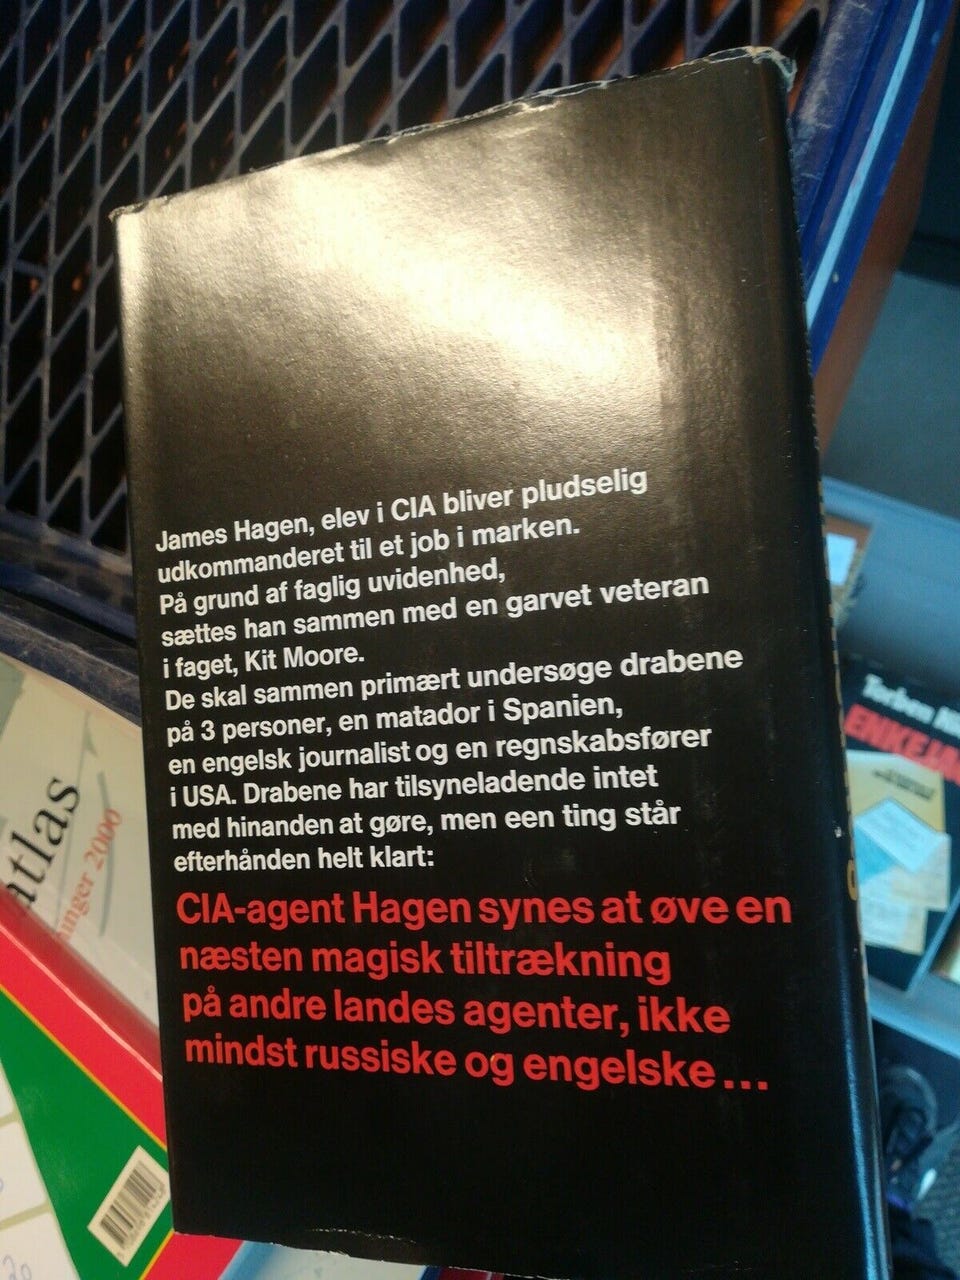 James Hagen, elev i CIA bliver pludselig
udkommanderet til et job i marken.
På grund af faglig uvidenhed,
sættes han sammen med en garvet veteran
i faget, Kit Moore.
De skal sammen primært undersøge drabene
på 3 personer, en matador i Spanien,
en engelsk journalist og en regnskabsfører
i USA. Drabene har tilsyneladende intet
med hinanden at gøre, men een ting står
efterhånden helt klart:
CIA-agent Hagen synes at øve en
næsten magisk tiltrækning
på andre landes agenter, ikke
mindst russiske og engelske...
atlas
2000
Torben